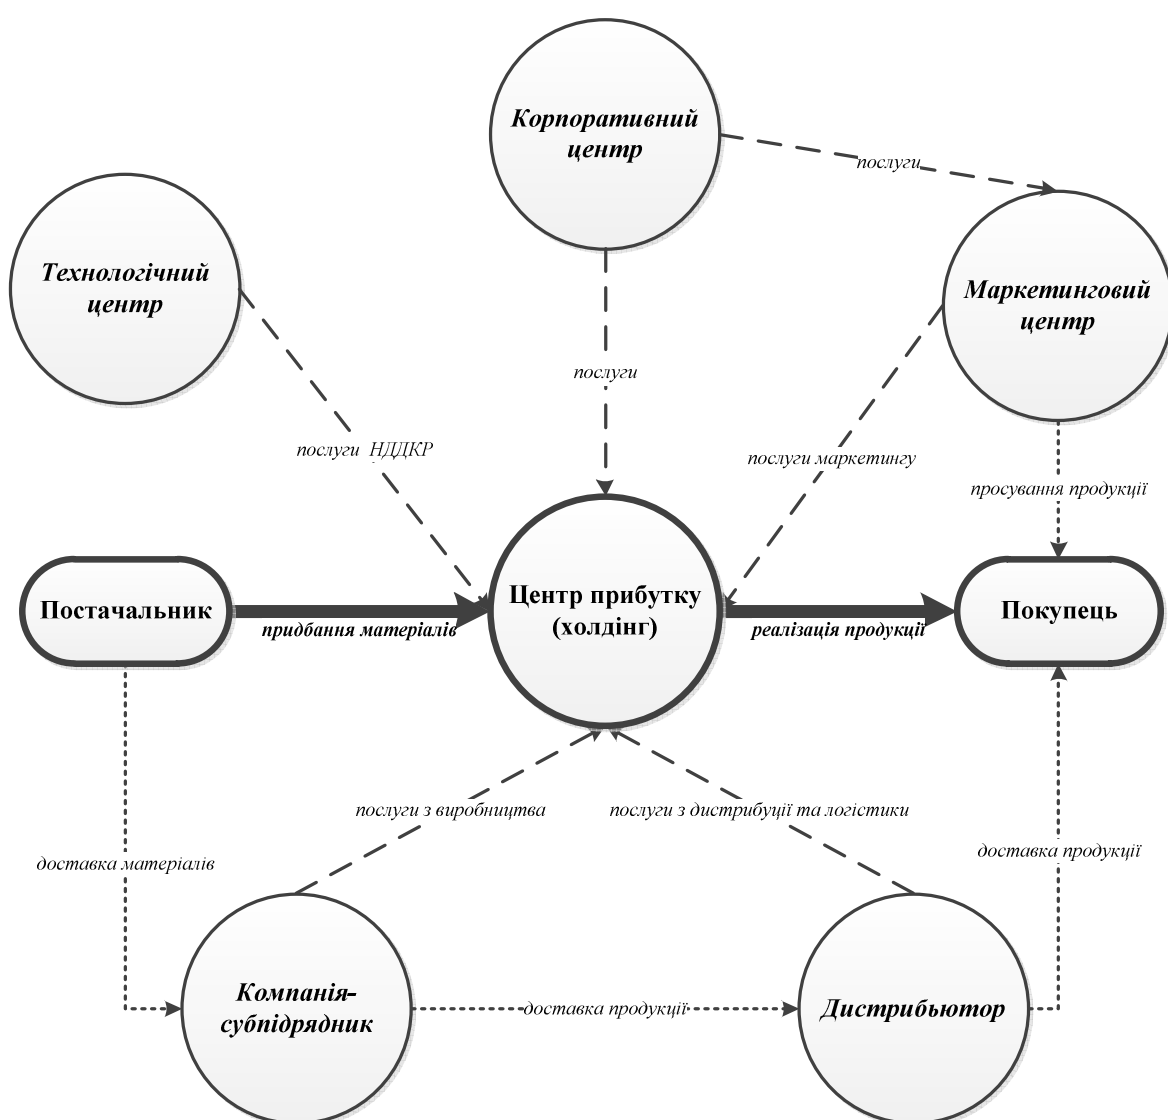 Корпоративний
центр
послуги
Технологічний
центр
Маркетинговий
центр
послуги
послуги НДДКР
послуги маркетингу
просування продукції
Постачальник
придбання матеріалів
Центр прибутку
(холдінг)
реалізація продукції
Покупець
послуги з виробництва
послуги з дистрибуції та логістики
доставка матеріалів
доставка продукції
Компанія-
субпідрядник
доставка продукції
Дистрибьютор